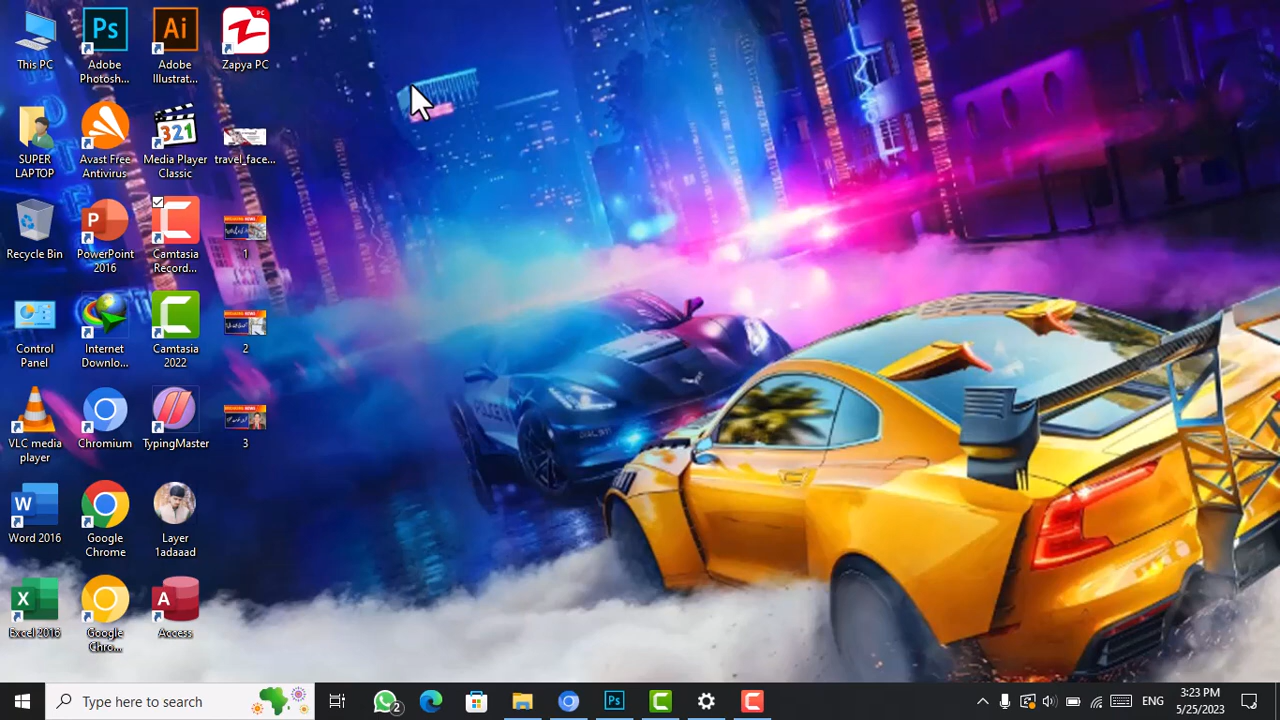 This PC
Adobe Photosh...
Adobe Illustrat...
Zapya PC
SUPER LAPTOP
Avast Free Antivirus
Media Player Classic
travel_face...
Recycle Bin
PowerPoint 2016
Camtasia Record...
1
Control Panel
Internet Downlo...
Camtasia 2022
2
VLC media player
Chromium
TypingMaster
3
Word 2016
Google Chrome
Layer 1adaaad
Excel 2016
Google Chro...
Access
Type here to search
2
ENG
3:23 PM
5/25/2023